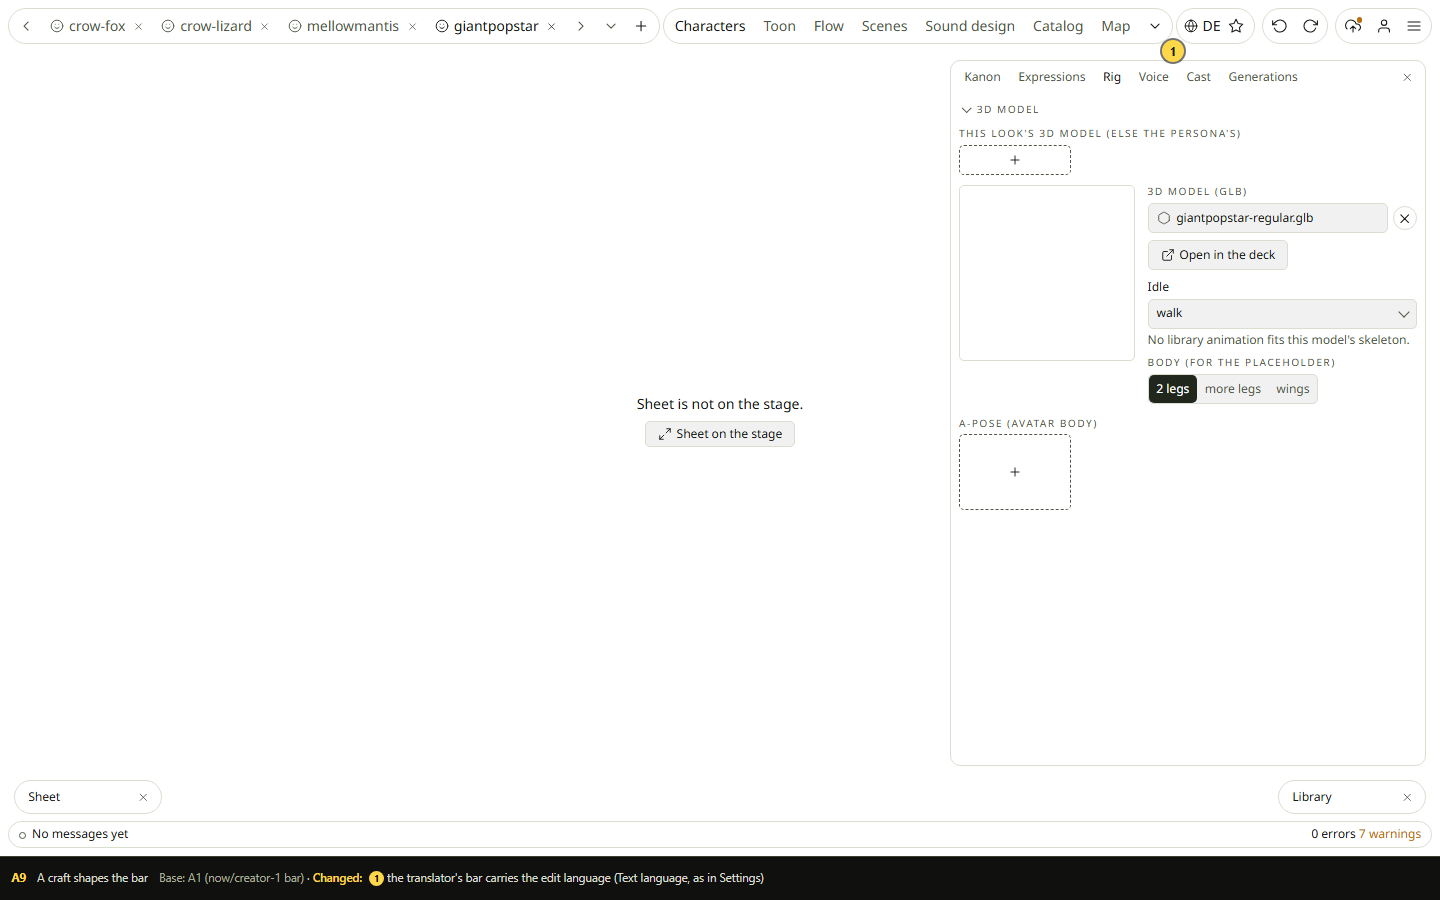 crow-fox crow-lizard mellowmantis giantpopstar Characters Toon Flow Scenes Sound design Catalog Map DE
1
Kanon Expressions Rig Voice Cast Generations
3D MODEL
THIS LOOK'S 3D MODEL (ELSE THE PERSONA'S)
3D MODEL (GLB)
giantpopstar-regular.glb
Open in the deck
Idle
walk
No library animation fits this model's skeleton.
BODY (FOR THE PLACEHOLDER)
2 legs more legs wings
A-POSE (AVATAR BODY)
Sheet is not on the stage.
Sheet on the stage
Sheet
Library
No messages yet
0 errors 7 warnings
A9 A craft shapes the bar Base: A1 (now/creator-1 bar) · Changed: 1 the translator's bar carries the edit language (Text language, as in Settings)